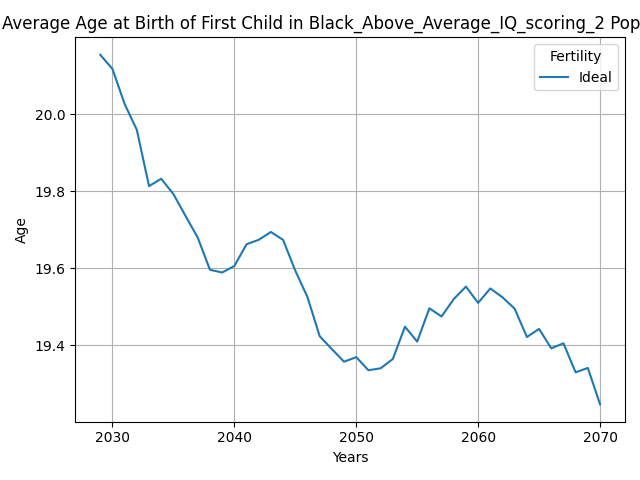 Average Age at Birth of First Child in Black_Above_Average_IQ_scoring_2 Pop
Fertility
Ideal
20.0
19.8
19.6
19.4
Age
2030 2040 2050 2060 2070
Years